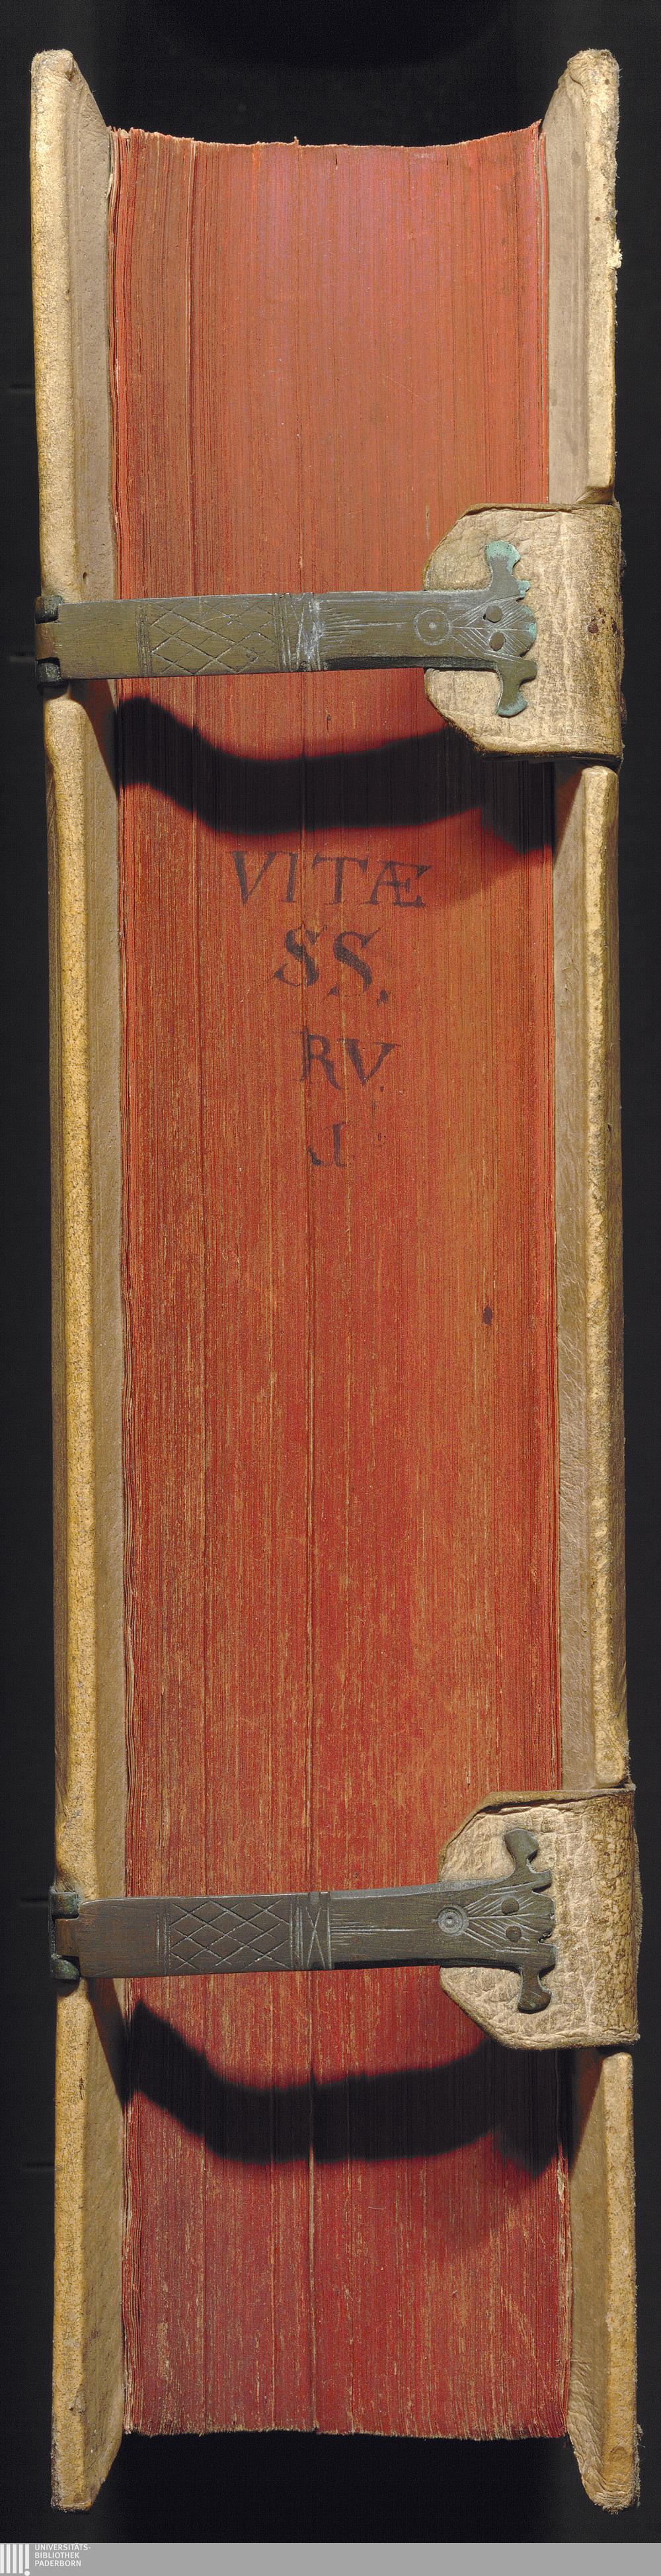 VITÆ
SS.
RV.
I
UNIVERSITÄTS-
BIBLIOTHEK
PADERBORN